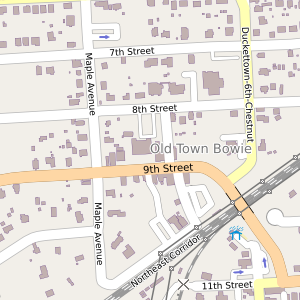 7th Street
Maple Avenue
Duckettown-6th-Chestnut
8th Street
Old Town Bowie
9th Street
Maple Avenue
Northeast Corridor
11th Street